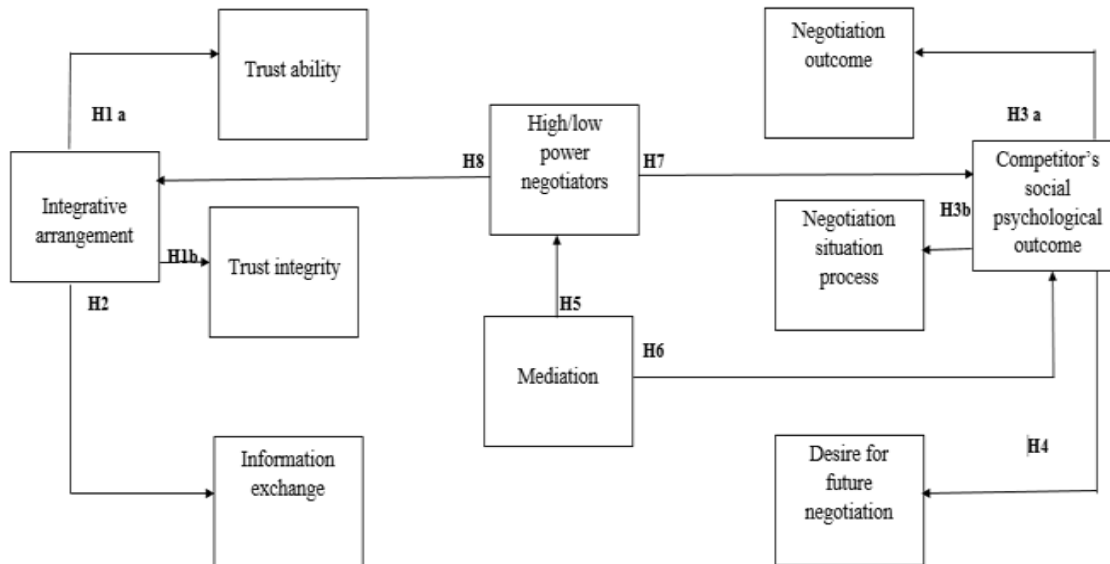 Trust ability
H1 a
Integrative
arrangement
H1b
Trust integrity
H2
Information
exchange
H8
High/low
power
negotiators
H7
H5
Mediation
H6
Negotiation
outcome
H3 a
Competitor’s
social
psychological
outcome
H3b
Negotiation
situation
process
H4
Desire for
future
negotiation